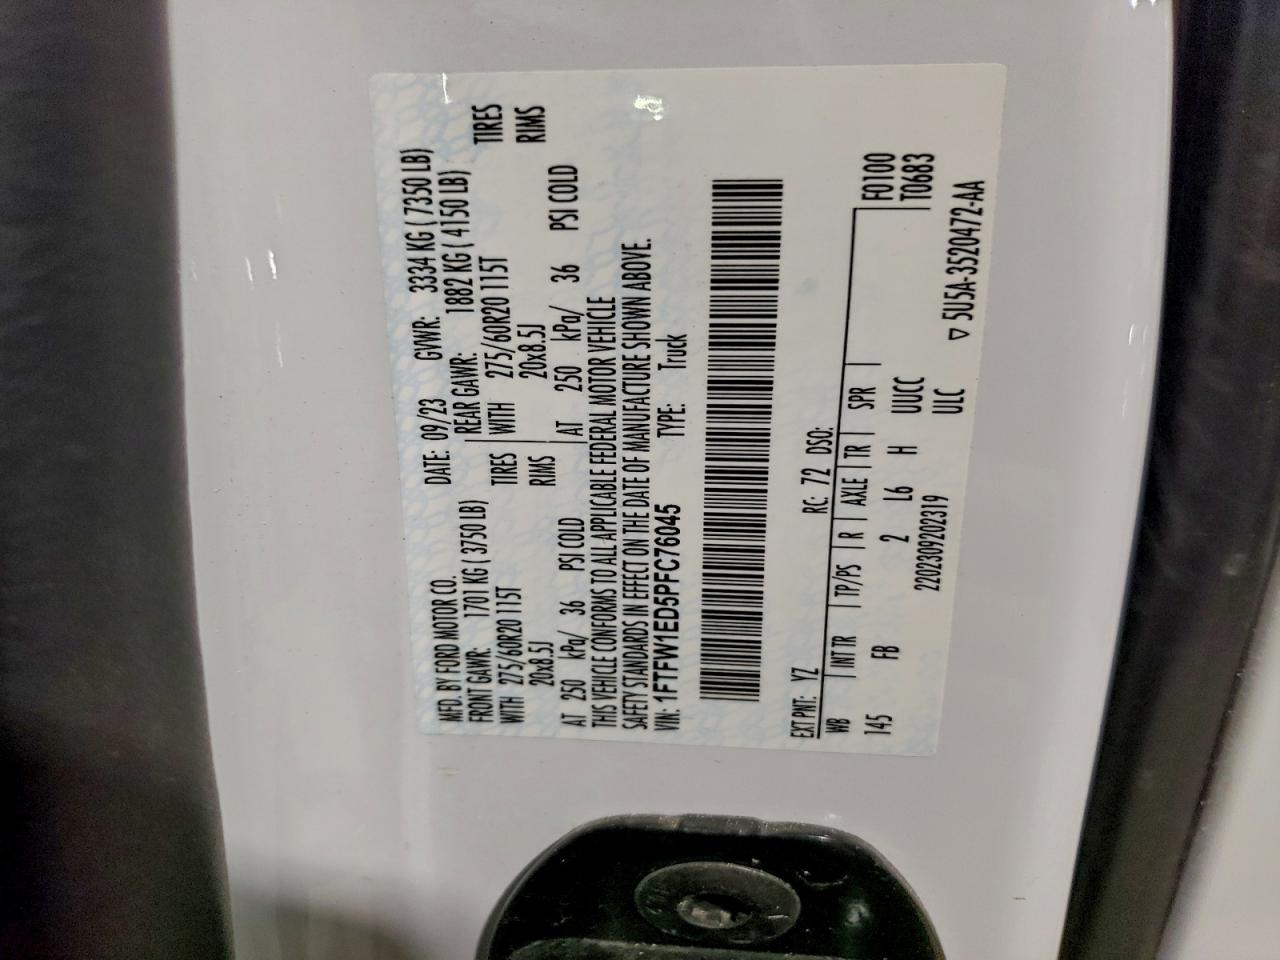 MFD. BY FORD MOTOR CO.
DATE: 09/23 GVWR: 3334 KG ( 7350 LB)
FRONT GAWR: 1701 KG ( 3750 LB) REAR GAWR: 1882 KG ( 4150 LB)
WITH 275/60R20 115T TIRES WITH 275/60R20 115T TIRES
20x8.5J RIMS 20x8.5J RIMS
AT 250 kPa/ 36 PSI COLD AT 250 kPa/ 36 PSI COLD
THIS VEHICLE CONFORMS TO ALL APPLICABLE FEDERAL MOTOR VEHICLE
SAFETY STANDARDS IN EFFECT ON THE DATE OF MANUFACTURE SHOWN ABOVE.
VIN: 1FTFW1ED5PFC76045 TYPE: Truck
EXT PNT: YZ RC: 72 DSO:
WB INT TR TP/PS R AXLE TR SPR F0100
145 FB 2 L6 H UUCC T0683
2202309202319 ULC
▽ 5U5A-3520472-AA